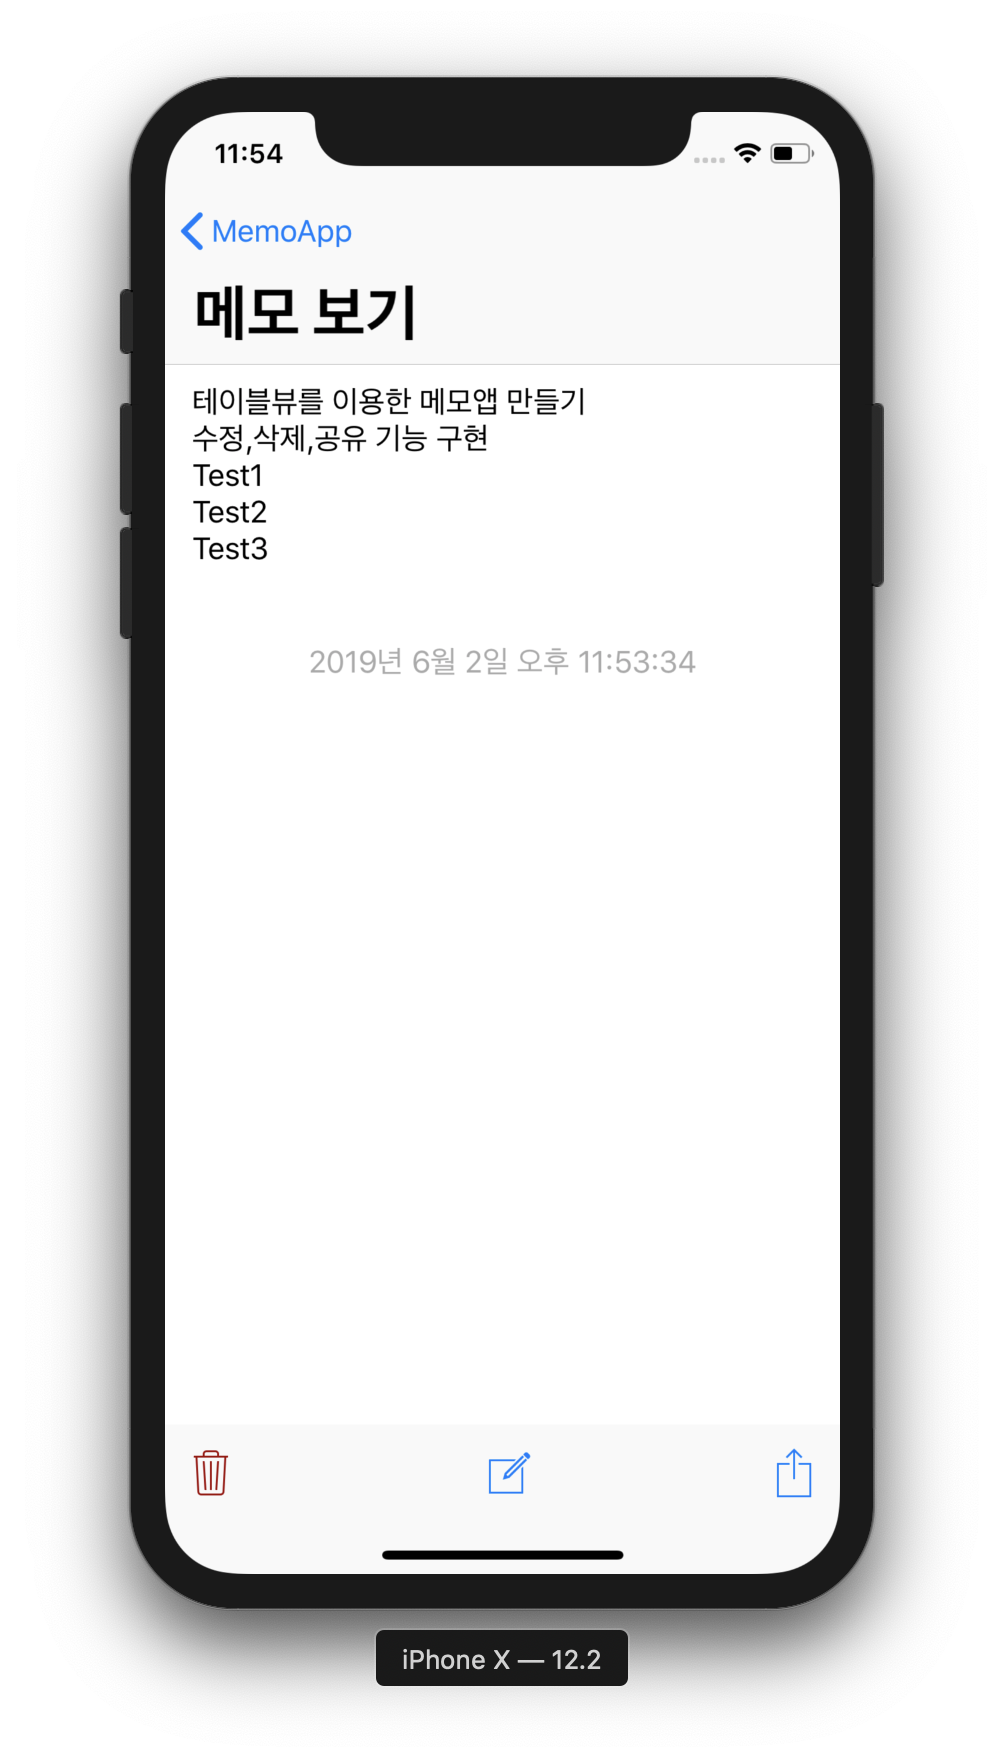 11:54
MemoApp
메모 보기
테이블뷰를 이용한 메모앱 만들기
수정,삭제,공유 기능 구현
Test1
Test2
Test3
2019년 6월 2일 오후 11:53:34
iPhone X — 12.2